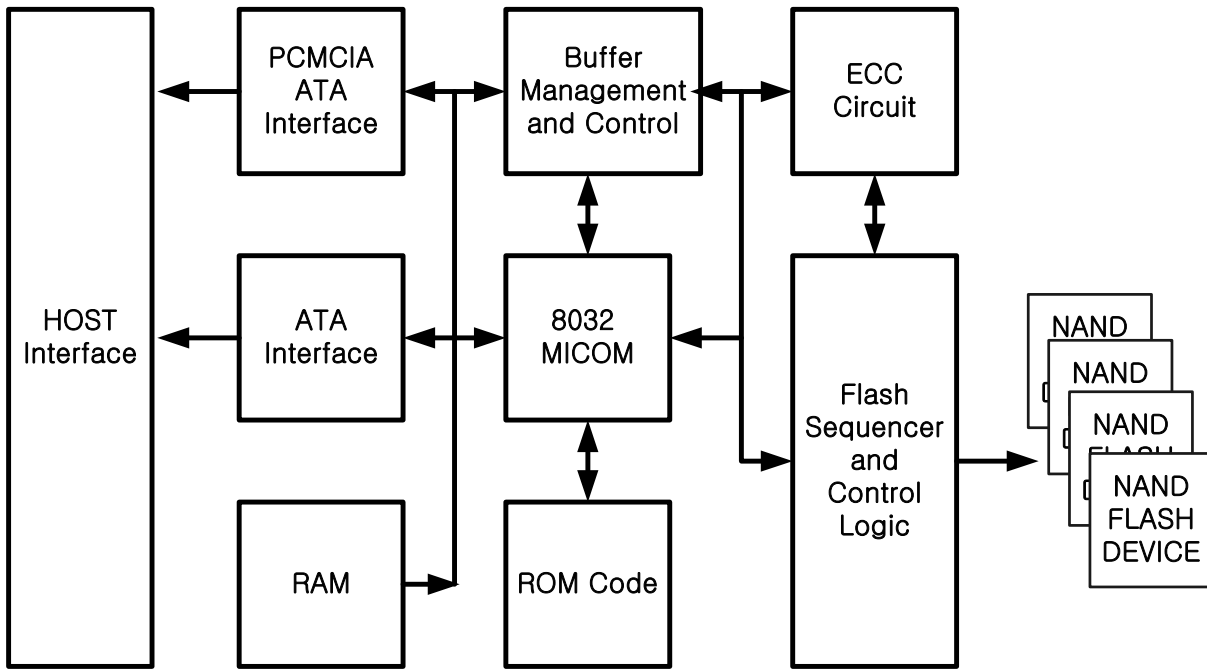 PCMCIA
ATA
Interface
Buffer
Management
and Control
ECC
Circuit
HOST
Interface
ATA
Interface
8032
MICOM
Flash
Sequencer
and
Control
Logic
NAND
NAND
NAND
FLASH
NAND
FLASH
DEVICE
RAM
ROM Code